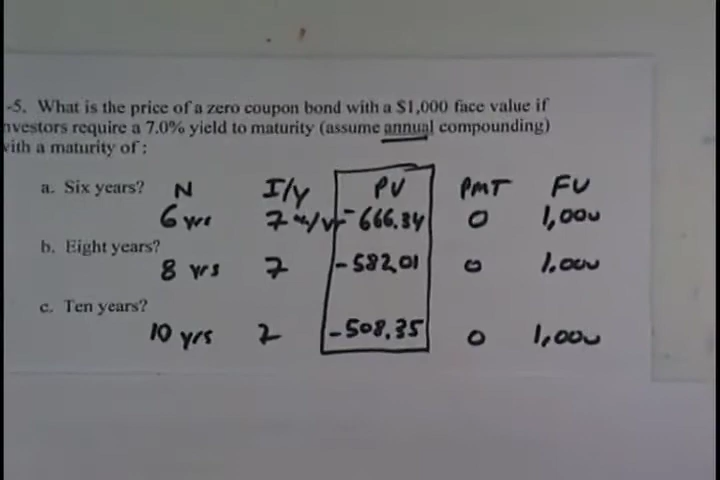 -5. What is the price of a zero coupon bond with a $1,000 face value if
nvestors require a 7.0% yield to maturity (assume annual compounding)
with a maturity of :
a. Six years? N I/y PV PMT FU
6 yrs 7 %/yr -666.34 0 1,000
b. Eight years?
8 yrs 7 -582.01 0 1.000
c. Ten years?
10 yrs 7 -508.35 0 1,000